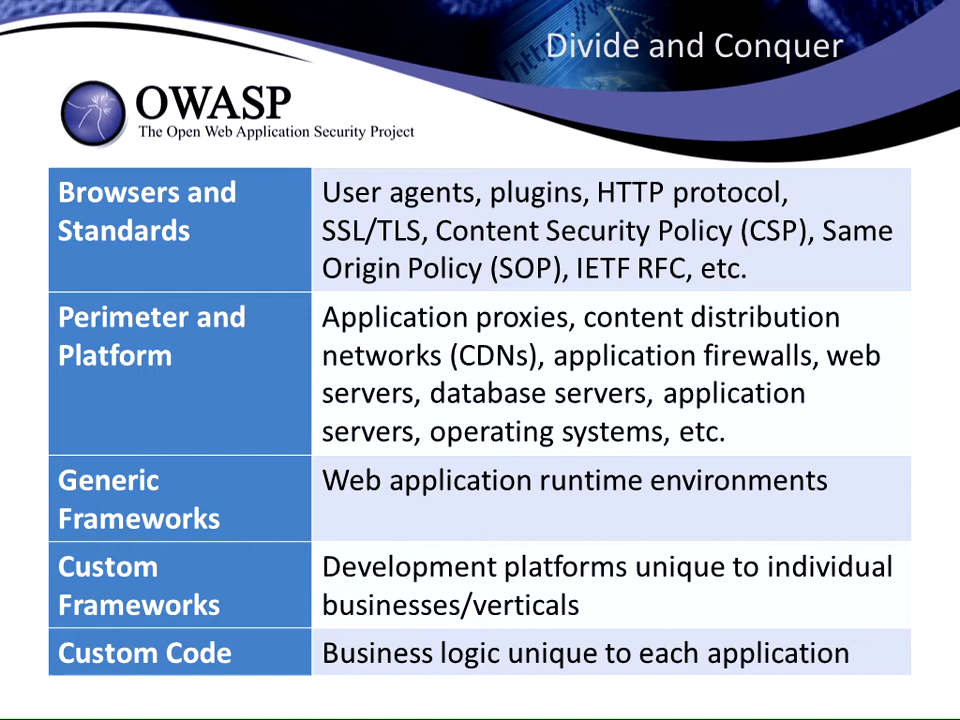 Divide and Conquer
OWASP
The Open Web Application Security Project
Browsers and
Standards
User agents, plugins, HTTP protocol,
SSL/TLS, Content Security Policy (CSP), Same
Origin Policy (SOP), IETF RFC, etc.
Perimeter and
Platform
Application proxies, content distribution
networks (CDNs), application firewalls, web
servers, database servers, application
servers, operating systems, etc.
Generic
Frameworks
Web application runtime environments
Custom
Frameworks
Development platforms unique to individual
businesses/verticals
Custom Code
Business logic unique to each application